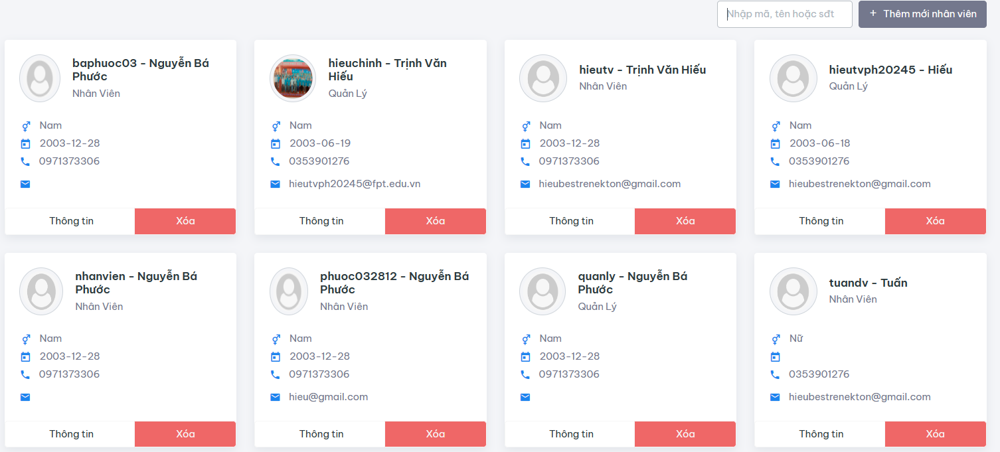 Nhập mã, tên hoặc sđt
+ Thêm mới nhân viên
baphuoc03 - Nguyễn Bá
Phước
Nhân Viên
Nam
2003-12-28
0971373306
Thông tin
Xóa
hieuchinh - Trịnh Văn
Hiếu
Quản Lý
Nam
2003-06-19
0353901276
hieutvph20245@fpt.edu.vn
Thông tin
Xóa
hieutv - Trịnh Văn Hiếu
Nhân Viên
Nam
2003-12-28
0971373306
hieubestrenekton@gmail.com
Thông tin
Xóa
hieutvph20245 - Hiếu
Quản Lý
Nam
2003-06-18
0353901276
hieubestrenekton@gmail.com
Thông tin
Xóa
nhanvien - Nguyễn Bá
Phước
Nhân Viên
Nam
2003-12-28
0971373306
Thông tin
Xóa
phuoc032812 - Nguyễn Bá
Phước
Nhân Viên
Nam
2003-12-28
0971373306
hieu@gmail.com
Thông tin
Xóa
quanly - Nguyễn Bá
Phước
Quản Lý
Nam
2003-12-28
0971373306
Thông tin
Xóa
tuandv - Tuấn
Nhân Viên
Nữ
0353901276
hieubestrenekton@gmail.com
Thông tin
Xóa